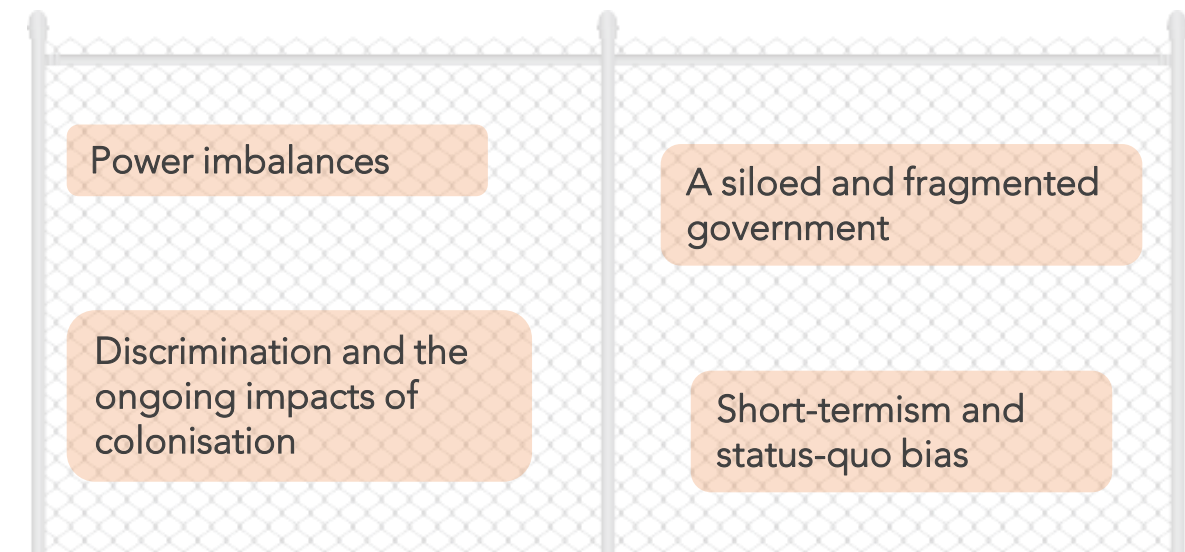 Power imbalances
A siloed and fragmented
government
Discrimination and the
ongoing impacts of
colonisation
Short-termism and
status-quo bias